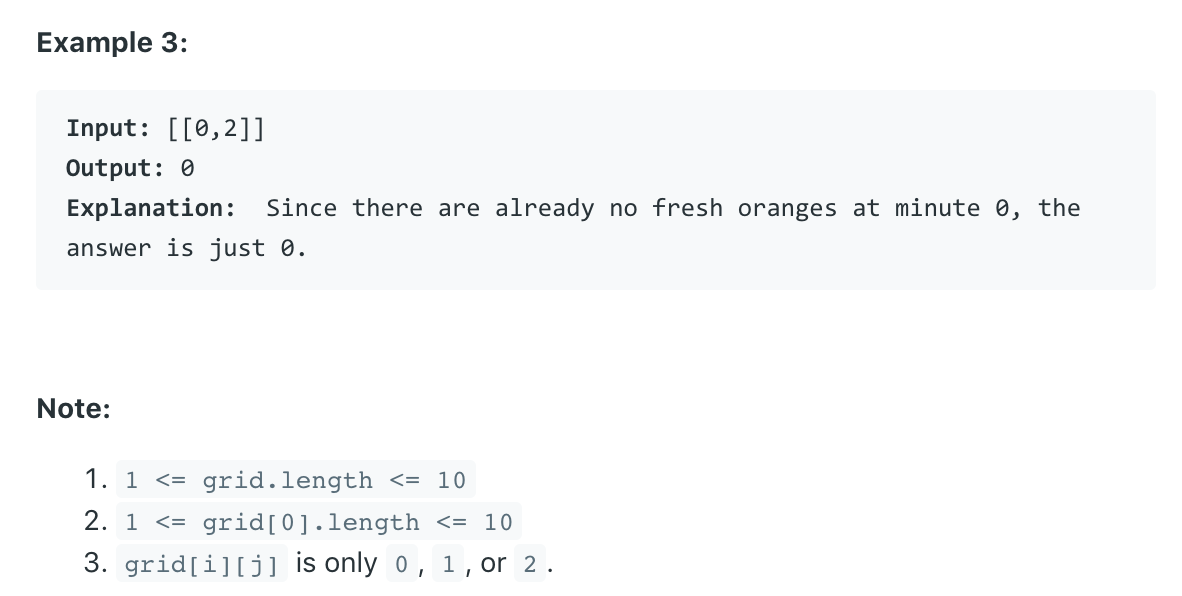 Example 3:
Input: [[0,2]]
Output: 0
Explanation:  Since there are already no fresh oranges at minute 0, the
answer is just 0.
Note:
1. 1 <= grid.length <= 10
2. 1 <= grid[0].length <= 10
3. grid[i][j] is only 0, 1, or 2.